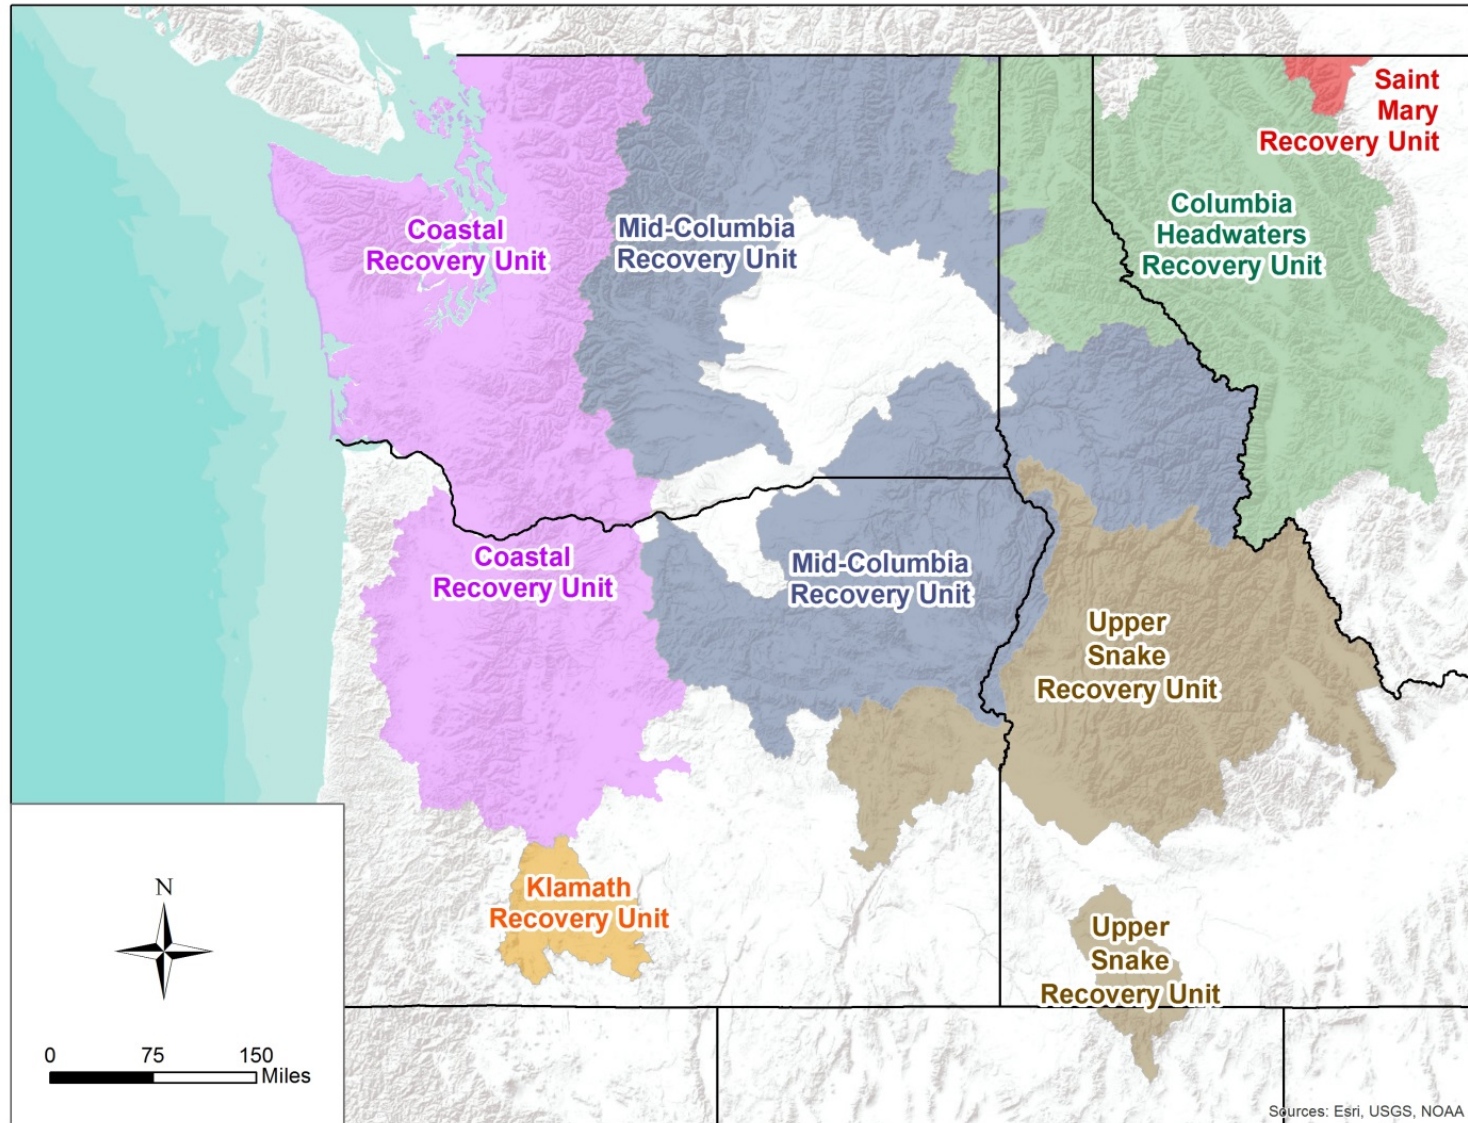 Saint
Mary
Recovery Unit
Coastal
Recovery Unit
Mid-Columbia
Recovery Unit
Columbia
Headwaters
Recovery Unit
Coastal
Recovery Unit
Mid-Columbia
Recovery Unit
Upper
Snake
Recovery Unit
Klamath
Recovery Unit
Upper
Snake
Recovery Unit
N
0 75 150
Miles
Sources: Esri, USGS, NOAA